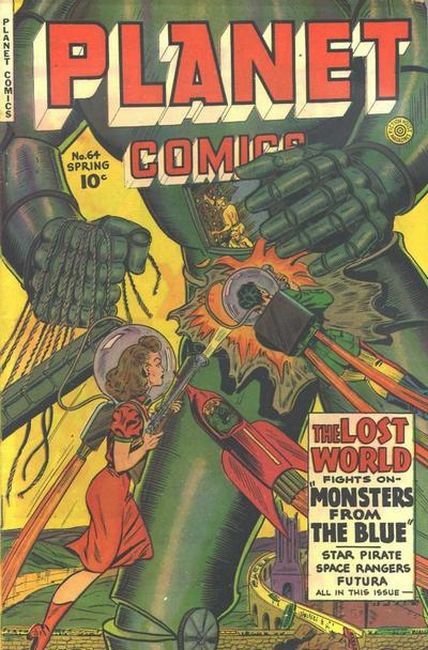 PLANET COMICS
PLANET
COMICS
No. 64
SPRING
10¢
THE LOST
WORLD
FIGHTS ON-
"MONSTERS
FROM
THE BLUE"
STAR PIRATE
SPACE RANGERS
FUTURA
ALL IN THIS ISSUE—